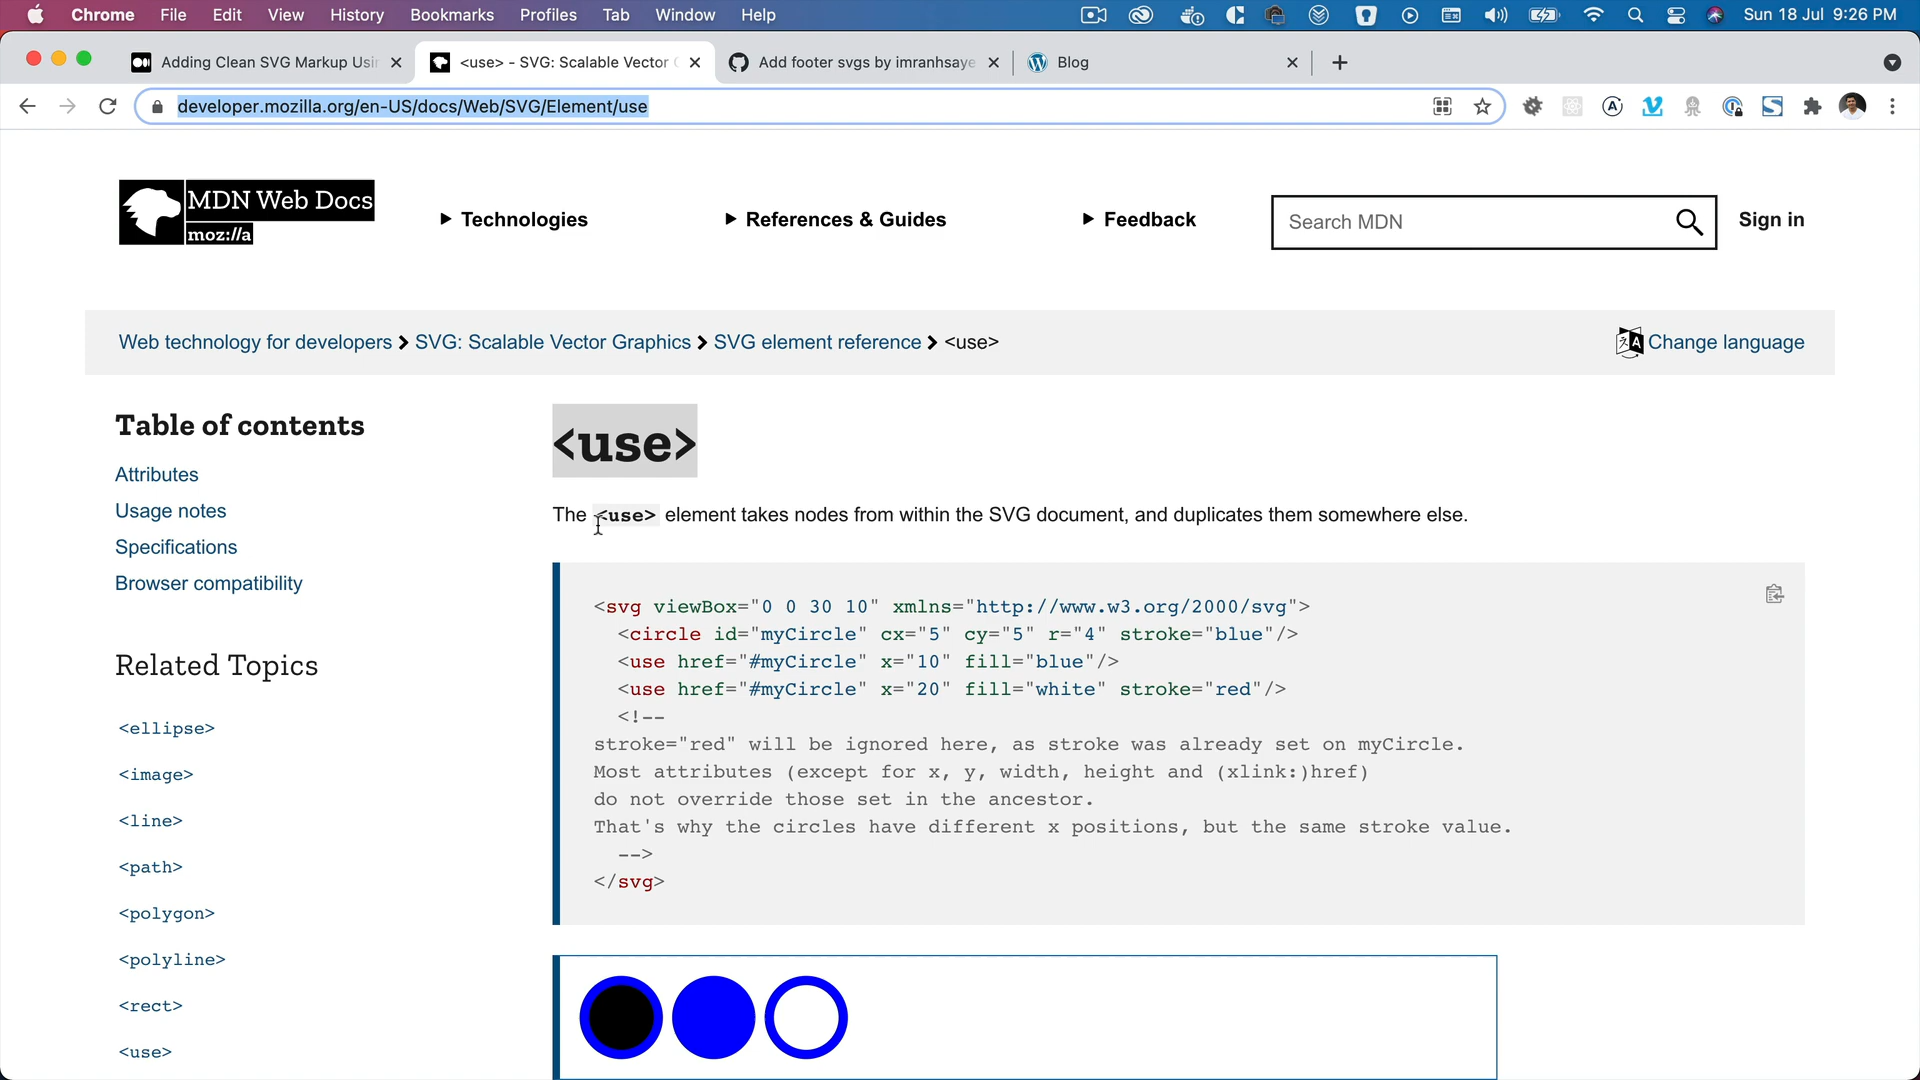 Chrome File Edit View History Bookmarks Profiles Tab Window Help Sun 18 Jul 9:26 PM
Adding Clean SVG Markup Usi <use> - SVG: Scalable Vector Add footer svgs by imranhsaye Blog
developer.mozilla.org/en-US/docs/Web/SVG/Element/use
MDN Web Docs
moz://a
Technologies References & Guides Feedback Search MDN Sign in
Web technology for developers SVG: Scalable Vector Graphics SVG element reference <use> Change language
Table of contents
Attributes
Usage notes
Specifications
Browser compatibility
Related Topics
<ellipse>
<image>
<line>
<path>
<polygon>
<polyline>
<rect>
<use>
<use>
The <use> element takes nodes from within the SVG document, and duplicates them somewhere else.
<svg viewBox="0 0 30 10" xmlns="http://www.w3.org/2000/svg">
<circle id="myCircle" cx="5" cy="5" r="4" stroke="blue"/>
<use href="#myCircle" x="10" fill="blue"/>
<use href="#myCircle" x="20" fill="white" stroke="red"/>
<!--
stroke="red" will be ignored here, as stroke was already set on myCircle.
Most attributes (except for x, y, width, height and (xlink:)href)
do not override those set in the ancestor.
That's why the circles have different x positions, but the same stroke value.
-->
</svg>